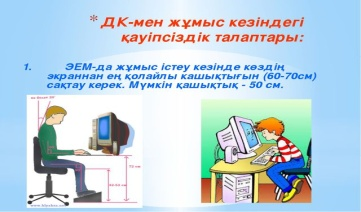 * ДК-мен жұмыс кезіндегі
қауіпсіздік талаптары:
1. ЭЕМ-да жұмыс істеу кезінде көздің
экраннан ең қолайлы кашықтығын (60-70см)
сақтау керек. Мүмкін қашықтық - 50 см.